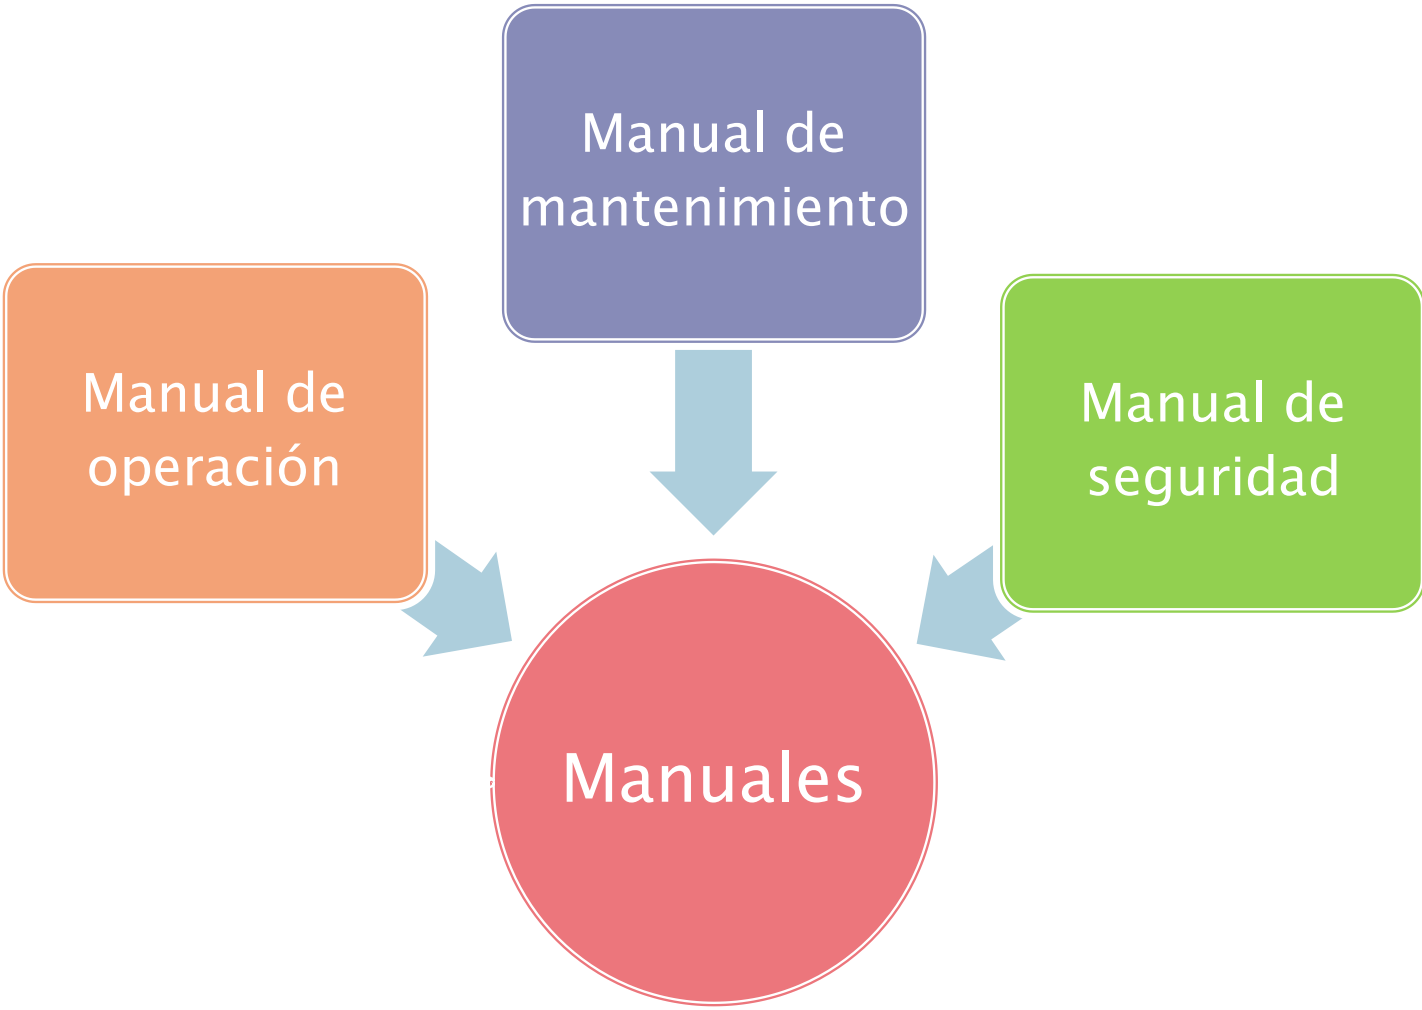 Manual de
mantenimiento
Manual de
operación
Manual de
seguridad
Manuales